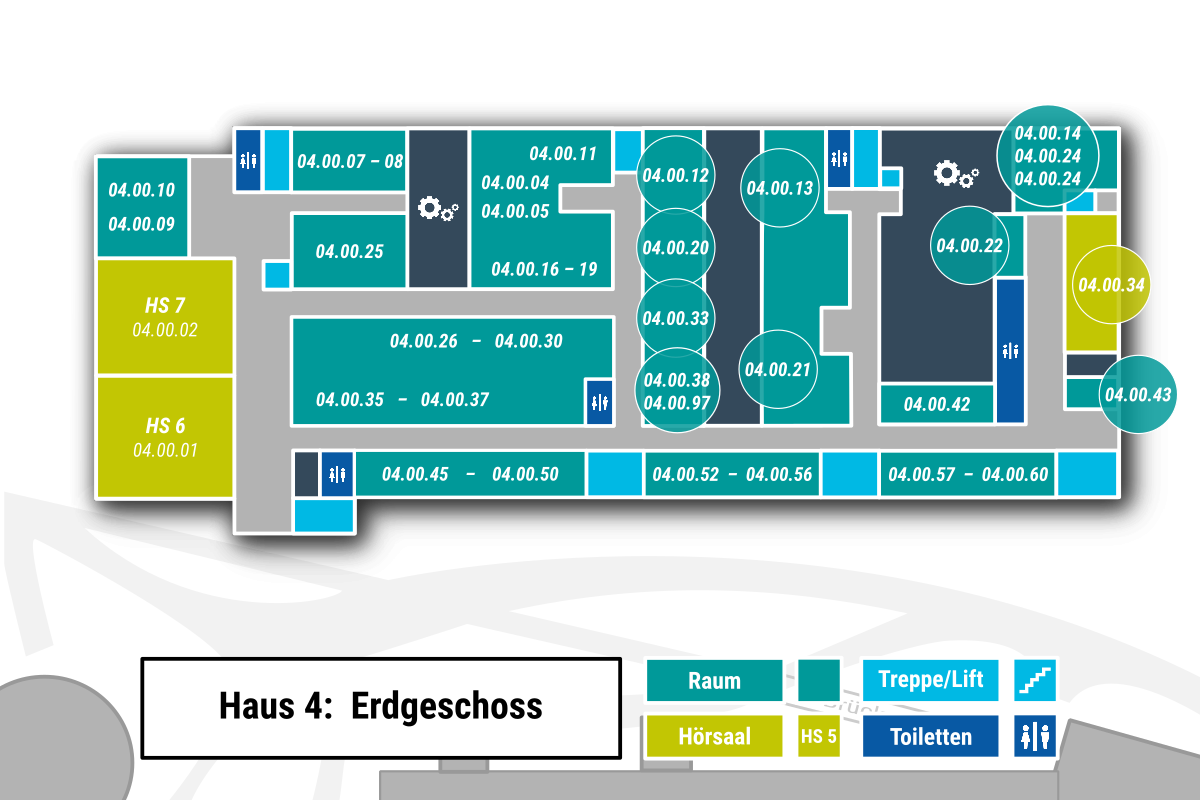 04.00.10
04.00.09
HS 7
04.00.02
HS 6
04.00.01
04.00.07 – 08
04.00.25
04.00.11
04.00.04
04.00.05
04.00.16 – 19
04.00.26 – 04.00.30
04.00.35 – 04.00.37
04.00.12
04.00.20
04.00.33
04.00.38
04.00.97
04.00.13
04.00.21
04.00.14
04.00.24
04.00.24
04.00.22
04.00.34
04.00.43
04.00.42
04.00.45 – 04.00.50
04.00.52 – 04.00.56
04.00.57 – 04.00.60
Haus 4: Erdgeschoss
Raum
Treppe/Lift
Hörsaal
HS 5
Toiletten